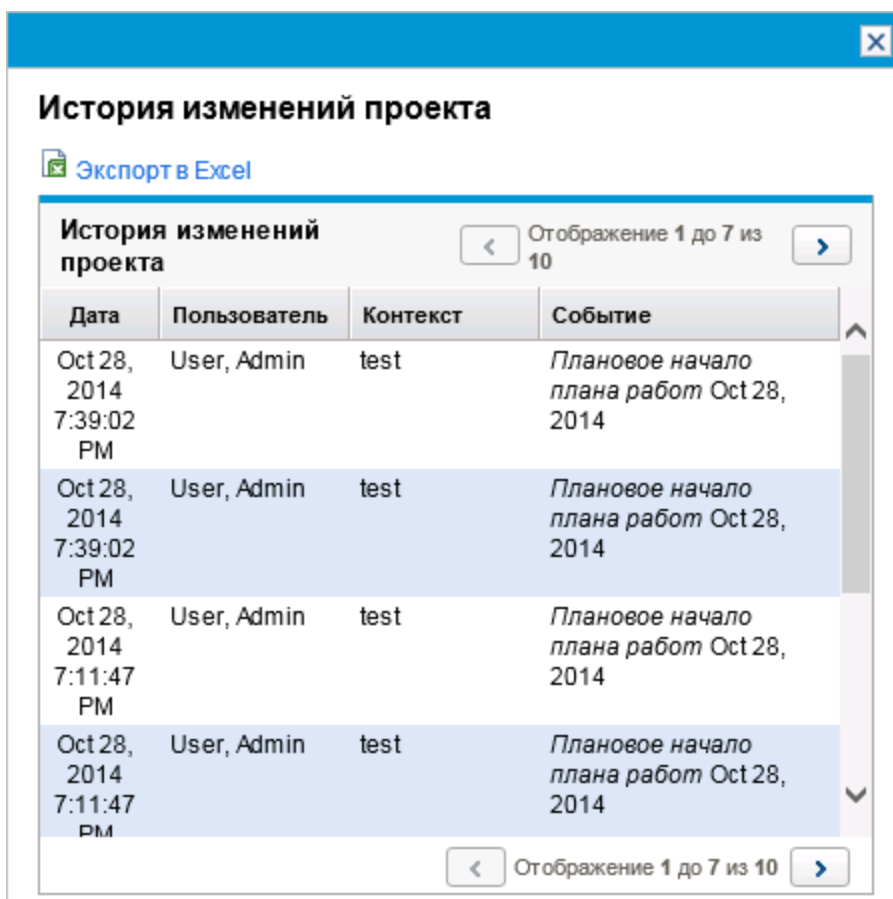 История изменений проекта
Экспорт в Excel
История изменений
проекта
Отображение 1 до 7 из
10
Дата Пользователь Контекст Событие
Oct 28, User, Admin test Плановое начало
2014 плана работ Oct 28,
7:39:02 2014
PM
Oct 28, User, Admin test Плановое начало
2014 плана работ Oct 28,
7:39:02 2014
PM
Oct 28, User, Admin test Плановое начало
2014 плана работ Oct 28,
7:11:47 2014
PM
Oct 28, User, Admin test Плановое начало
2014 плана работ Oct 28,
7:11:47 2014
PM
Отображение 1 до 7 из 10